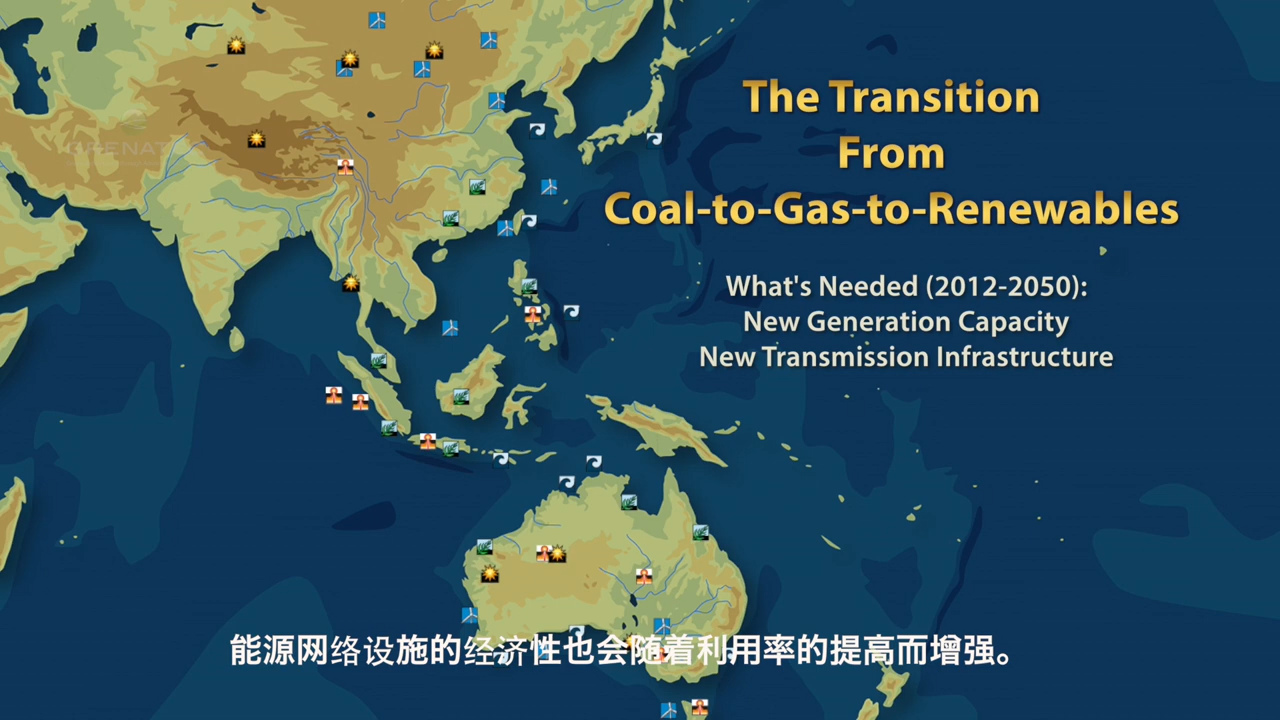 The Transition
From
Coal-to-Gas-to-Renewables
What's Needed (2012-2050):
New Generation Capacity
New Transmission Infrastructure
能源网络设施的经济性也会随着利用率的提高而增强。